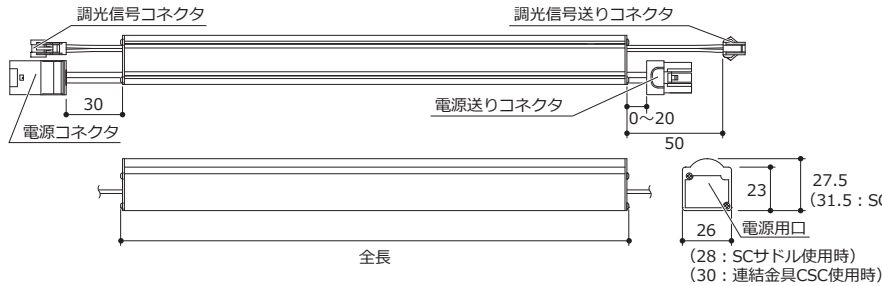 調光信号コネクタ
調光信号送りコネクタ
30
電源コネクタ
電源送りコネクタ
0～20
50
23
27.5
（31.5：SC
26
電源用口
全長
（28：SCサドル使用時）
（30：連結金具CSC使用時）